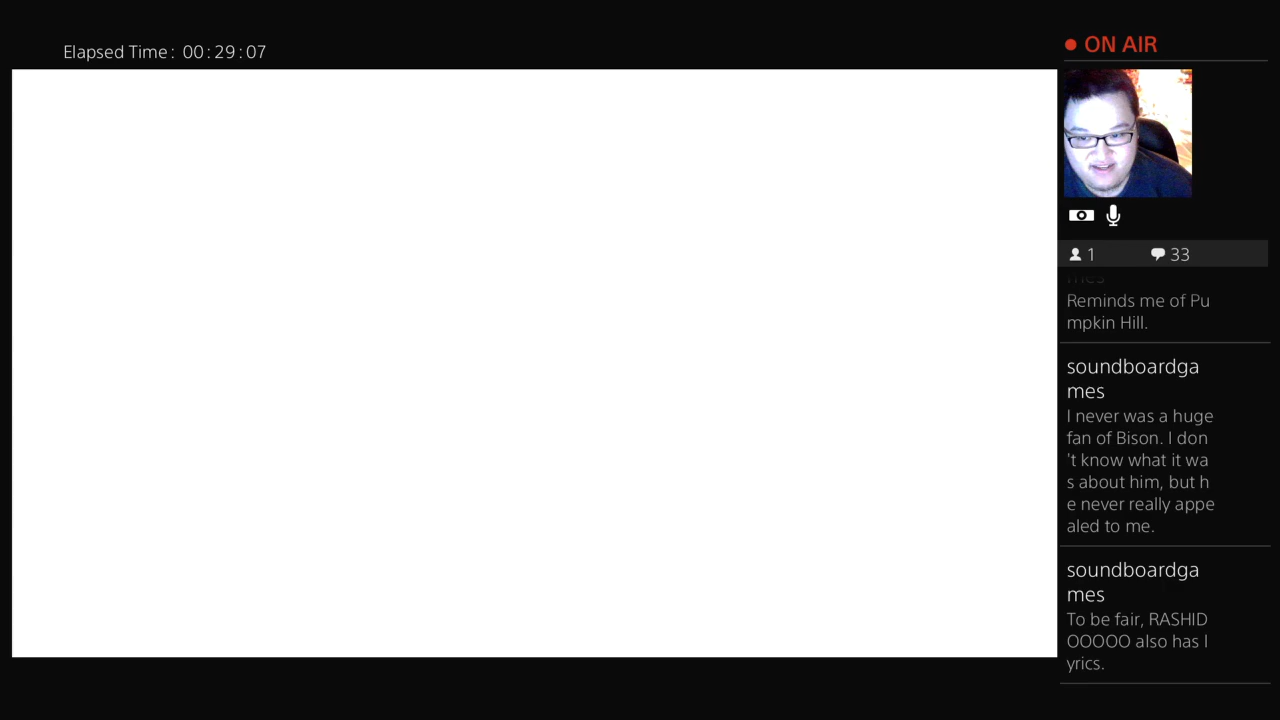 Elapsed Time: 00:29:07
ON AIR
1
33
mes
Reminds me of Pu
mpkin Hill.
soundboardga
mes
I never was a huge
fan of Bison. I don
't know what it wa
s about him, but h
e never really appe
aled to me.
soundboardga
mes
To be fair, RASHID
OOOOO also has l
yrics.